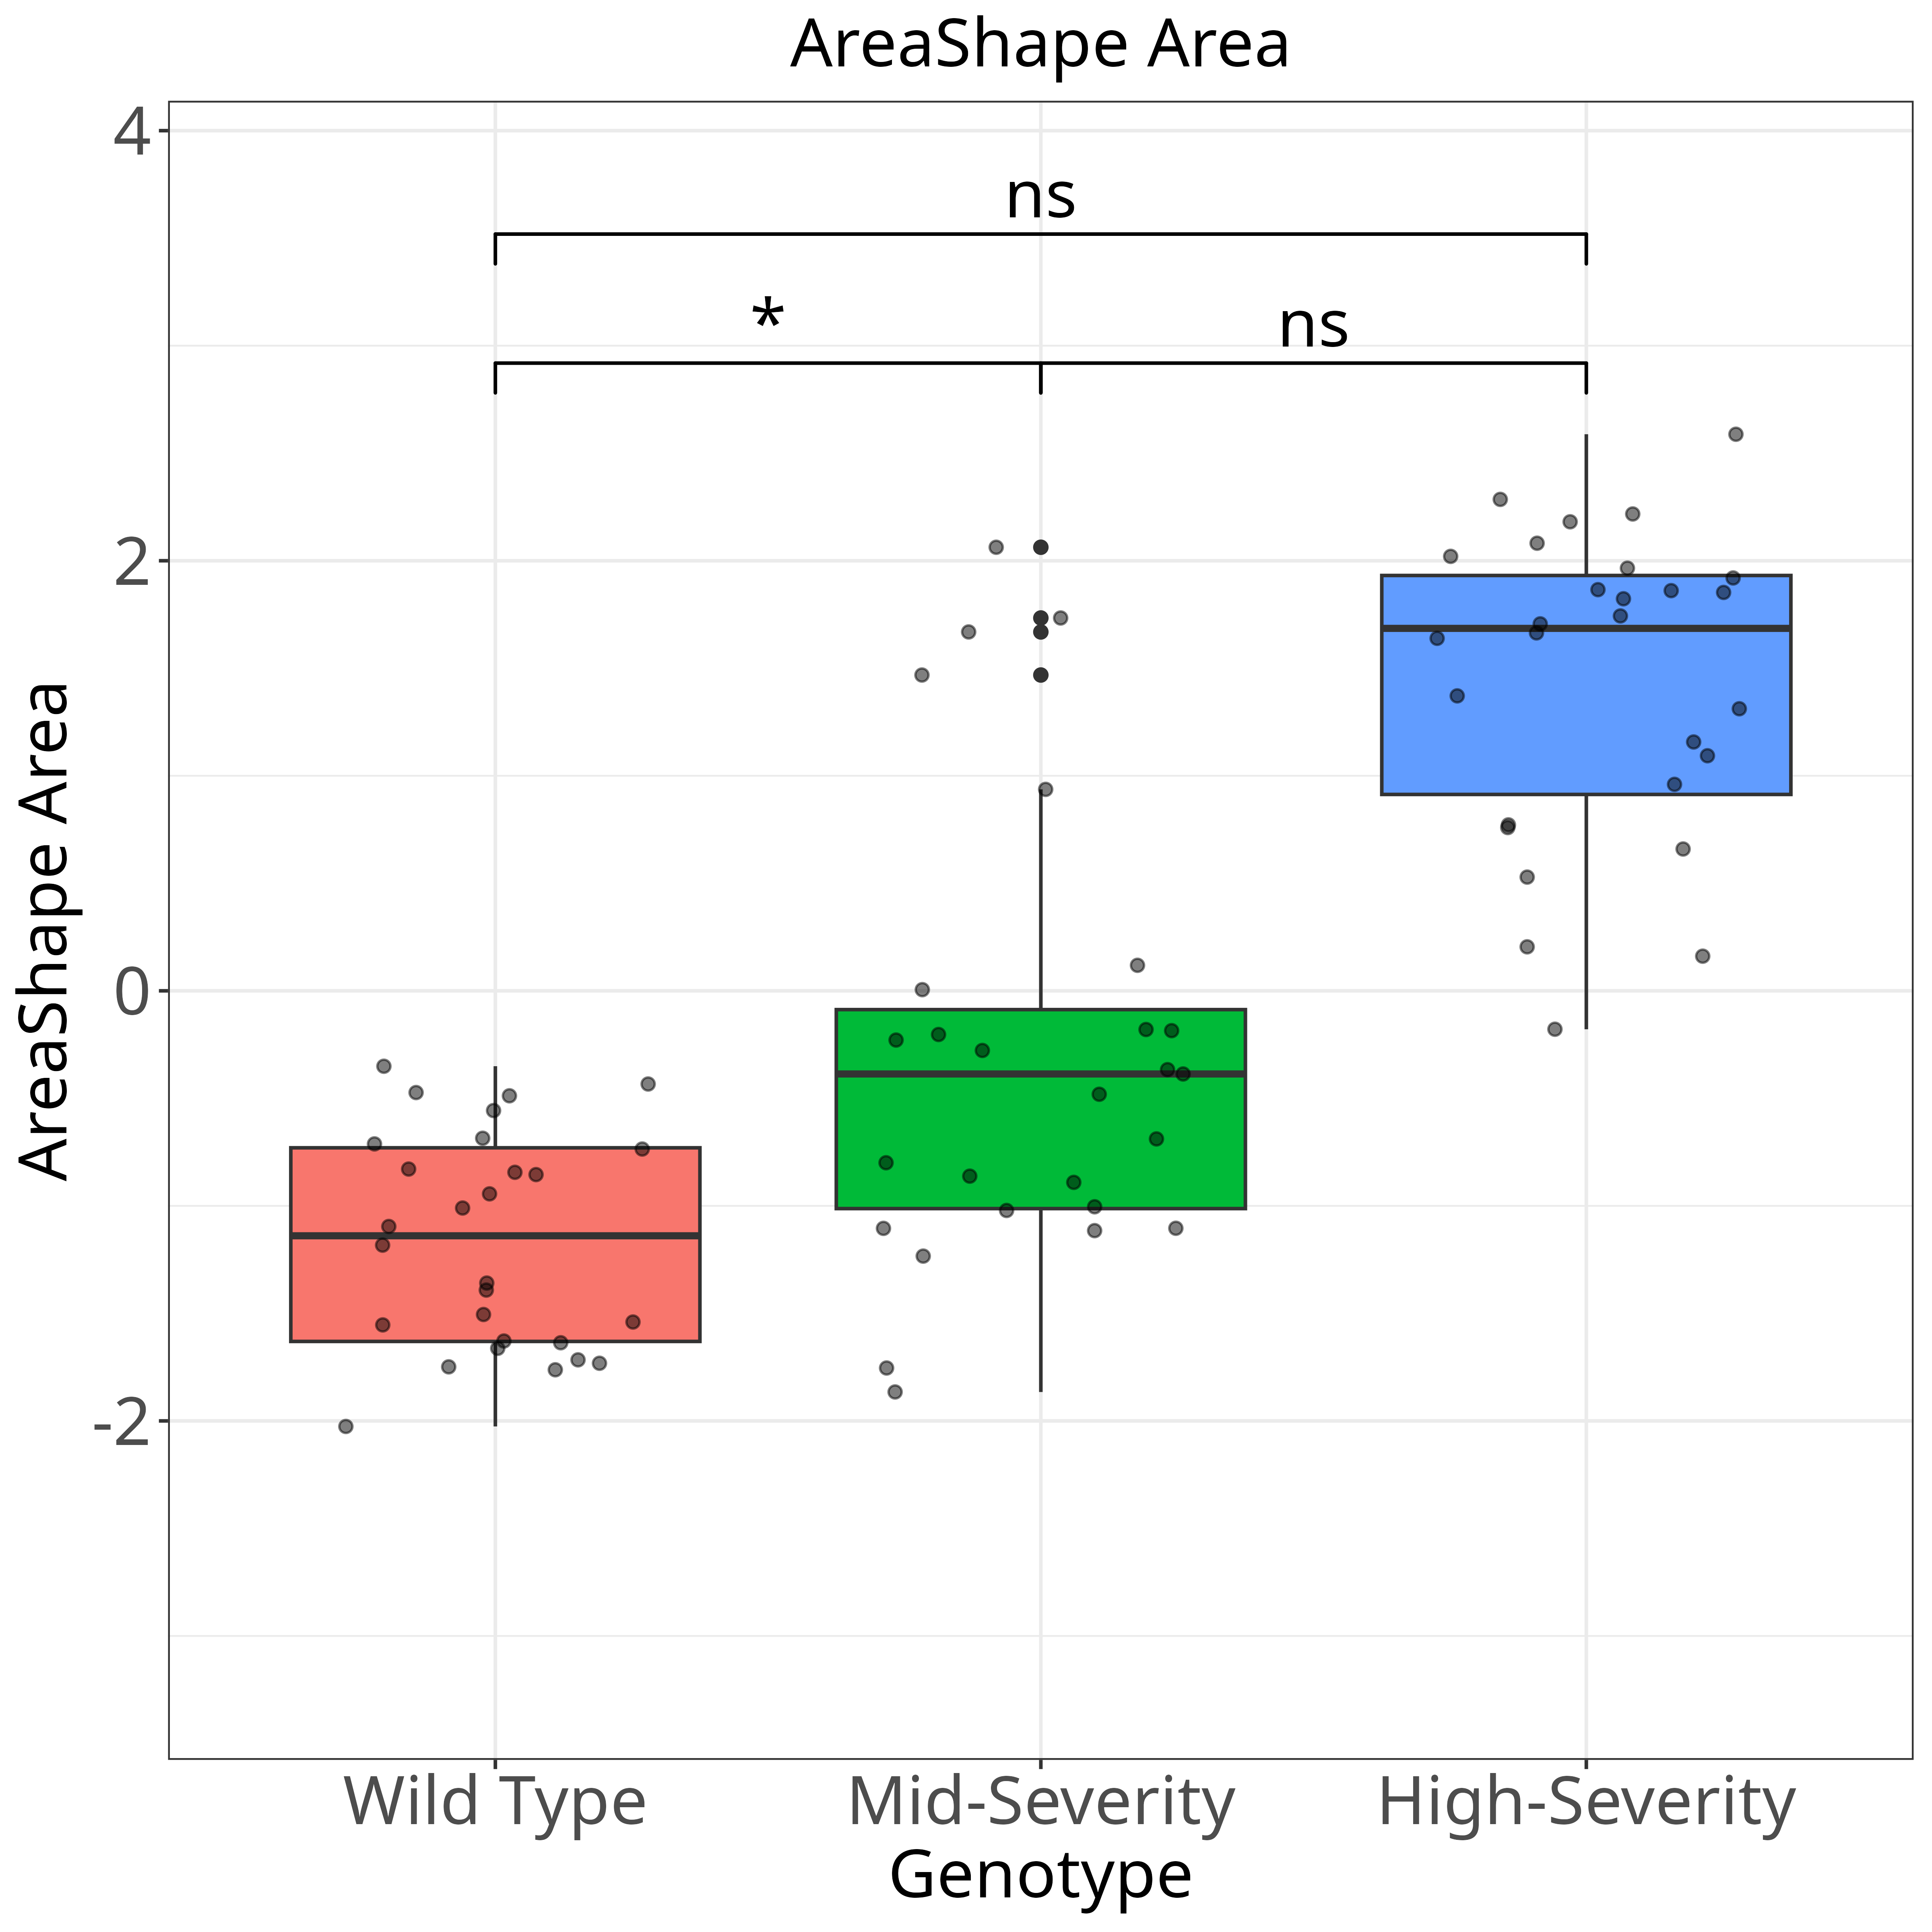 AreaShape Area
4
ns
*
ns
2
AreaShape Area
0
-2
Wild Type
Mid-Severity
High-Severity
Genotype